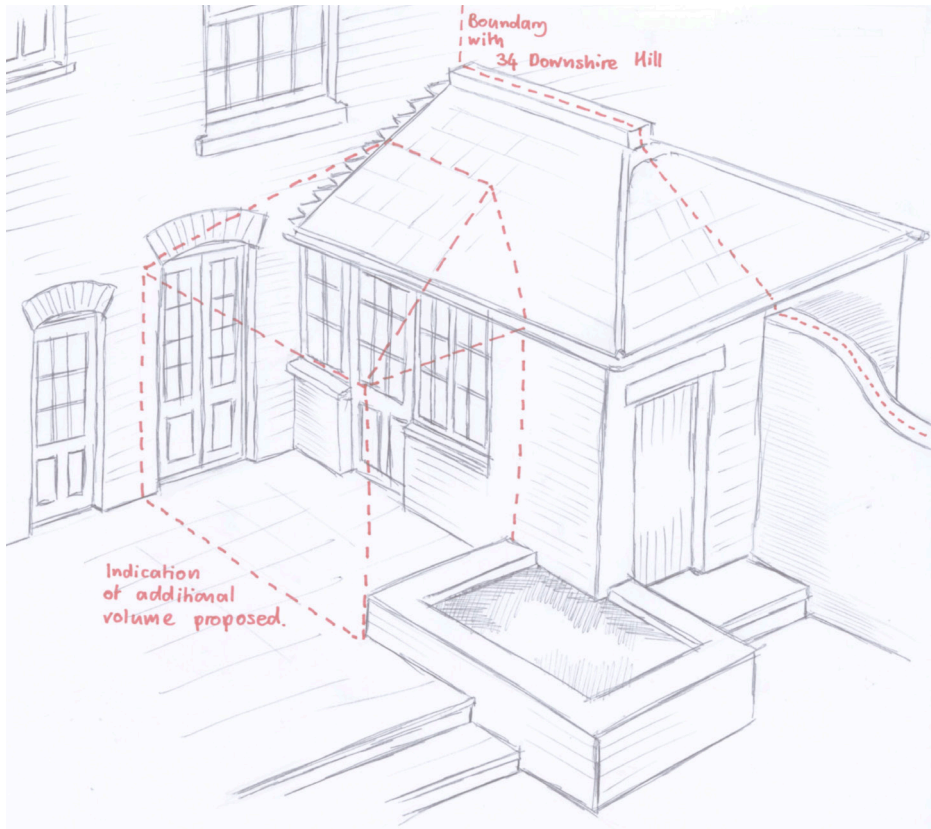 Boundary
with
34 Downshire Hill
Indication
of additional
volume proposed.